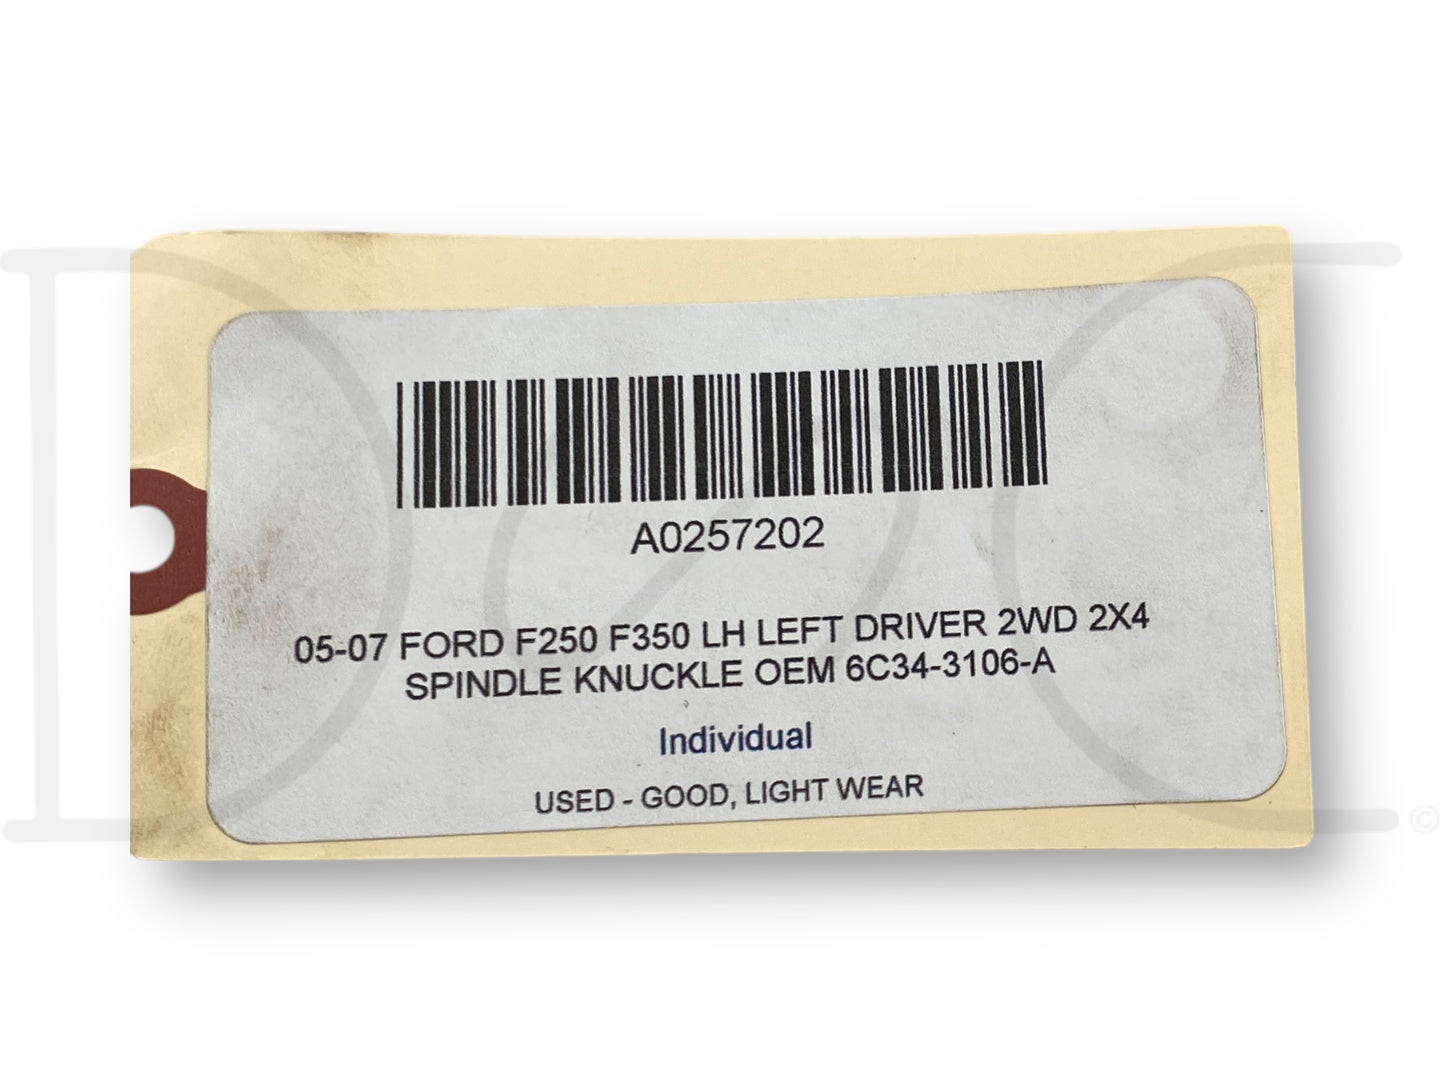 A0257202
05-07 FORD F250 F350 LH LEFT DRIVER 2WD 2X4
SPINDLE KNUCKLE OEM 6C34-3106-A
Individual
USED - GOOD, LIGHT WEAR
©